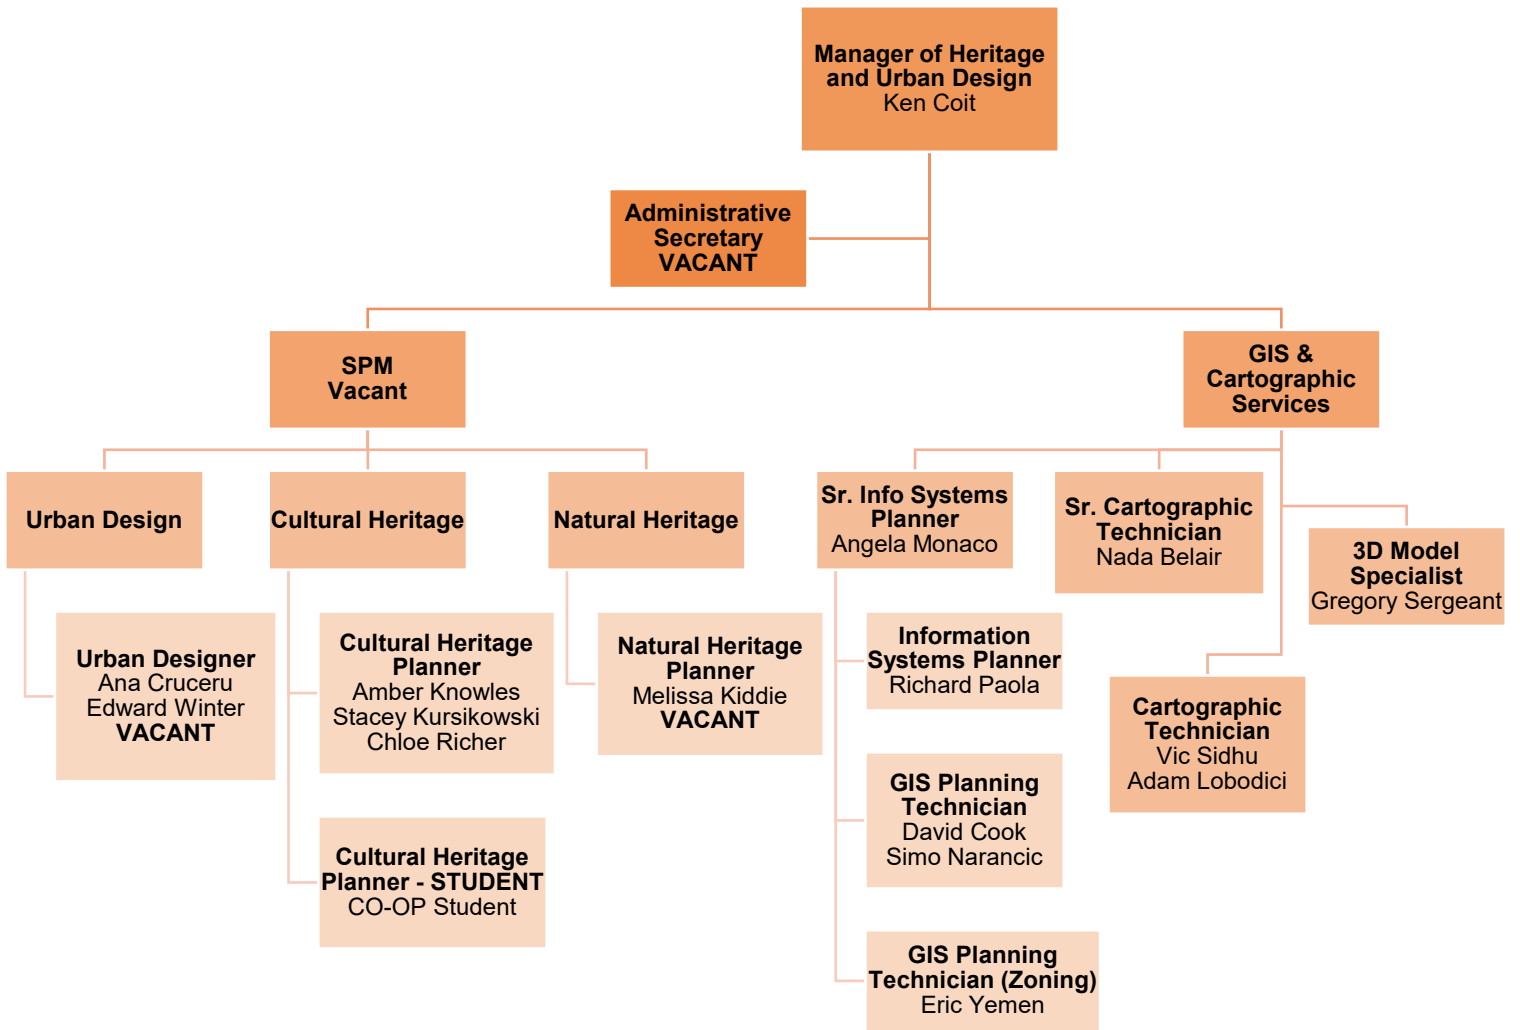 Manager of Heritage
and Urban Design
Ken Coit
Administrative
Secretary
VACANT
SPM
Vacant
GIS &
Cartographic
Services
Urban Design
Cultural Heritage
Natural Heritage
Sr. Info Systems
Planner
Angela Monaco
Sr. Cartographic
Technician
Nada Belair
3D Model
Specialist
Gregory Sergeant
Urban Designer
Ana Cruceru
Edward Winter
VACANT
Cultural Heritage
Planner
Amber Knowles
Stacey Kursikowski
Chloe Richer
Natural Heritage
Planner
Melissa Kiddie
VACANT
Information
Systems Planner
Richard Paola
Cartographic
Technician
Vic Sidhu
Adam Lobodici
GIS Planning
Technician
David Cook
Simo Narancic
Cultural Heritage
Planner - STUDENT
CO-OP Student
GIS Planning
Technician (Zoning)
Eric Yemen